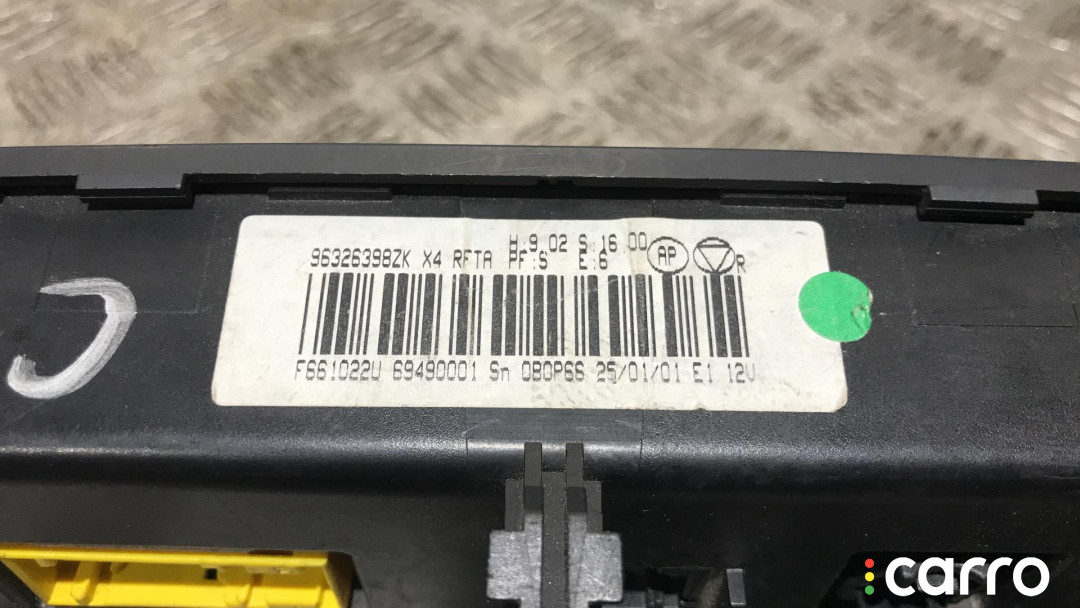 H:9.02 S:16.00
96326398ZK X4 RFTA PF:S E:6 AP R
F661022U 69490001 Sn 0B0P66 25/01/01 E1 12V
C
carro